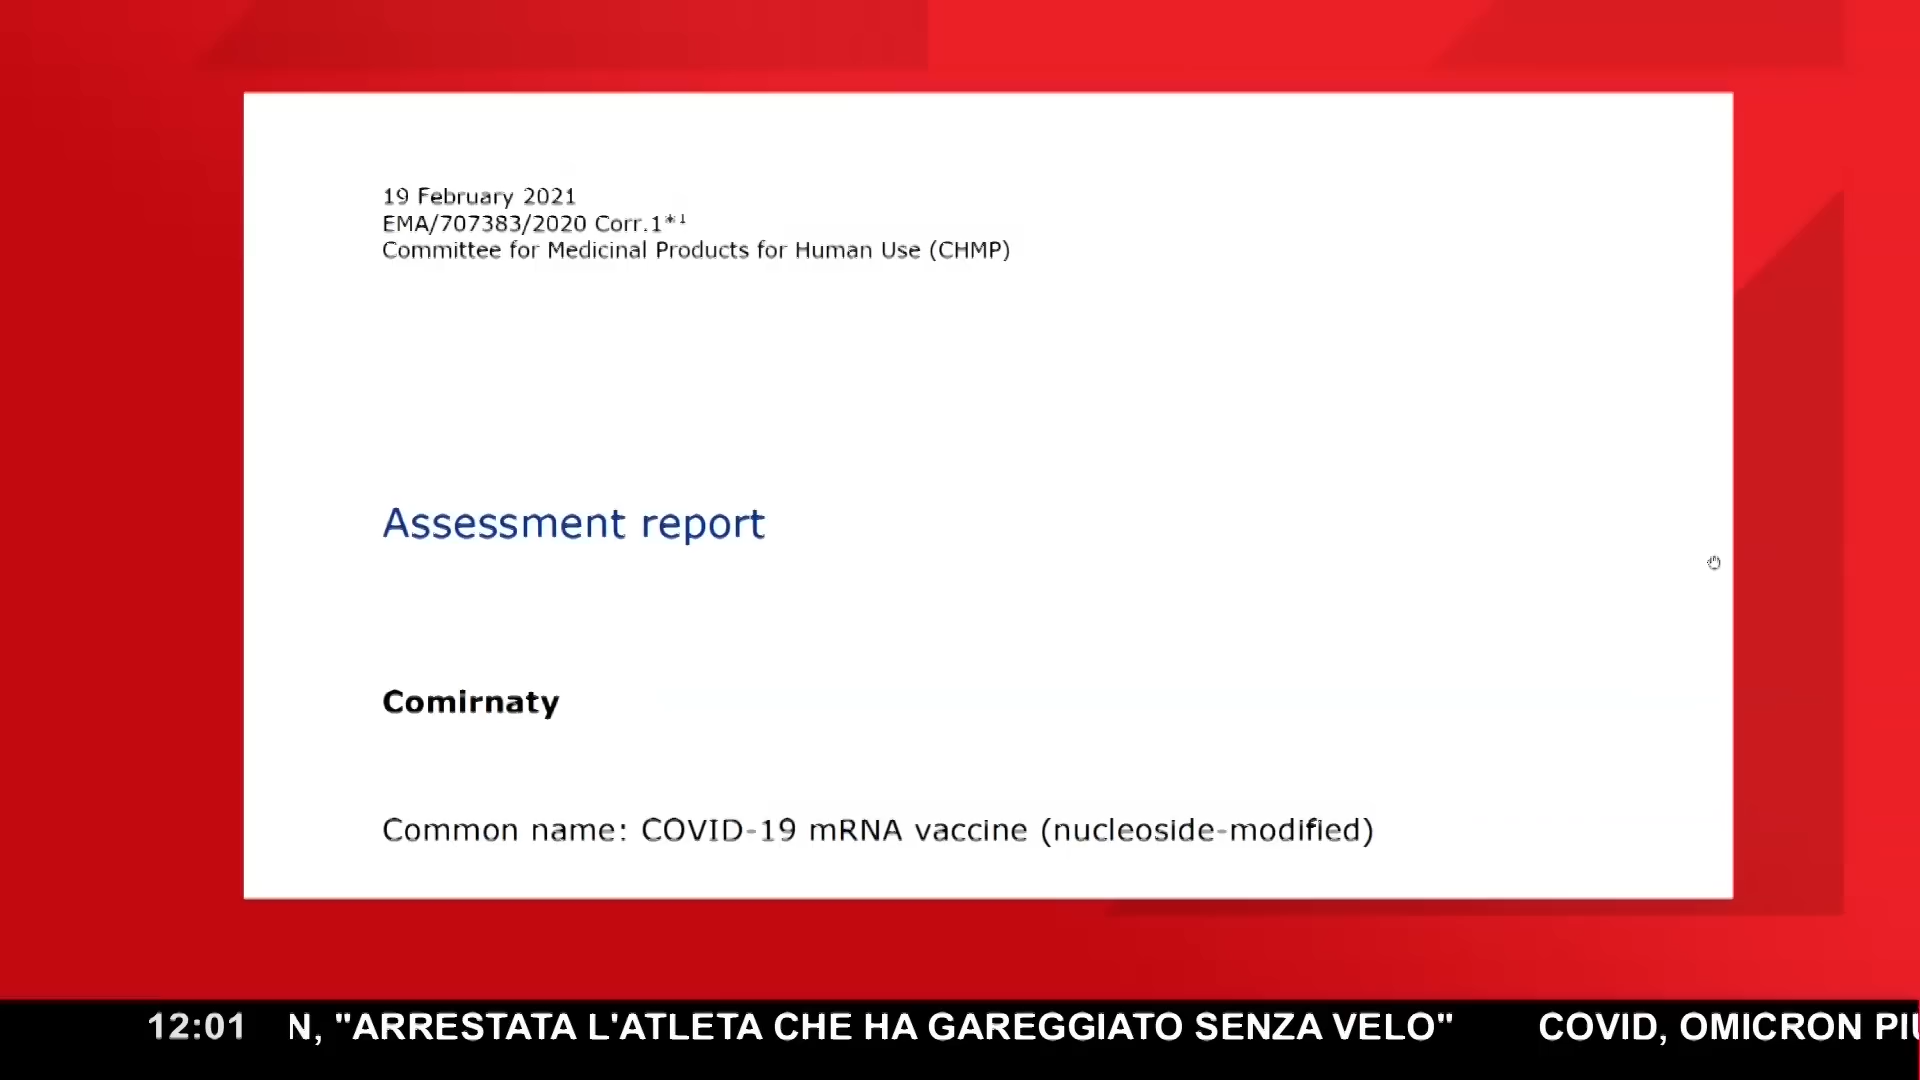 19 February 2021
EMA/707383/2020 Corr.1*¹
Committee for Medicinal Products for Human Use (CHMP)
Assessment report
Comirnaty
Common name: COVID-19 mRNA vaccine (nucleoside-modified)
12:01 N, "ARRESTATA L'ATLETA CHE HA GAREGGIATO SENZA VELO" COVID, OMICRON PIÙ